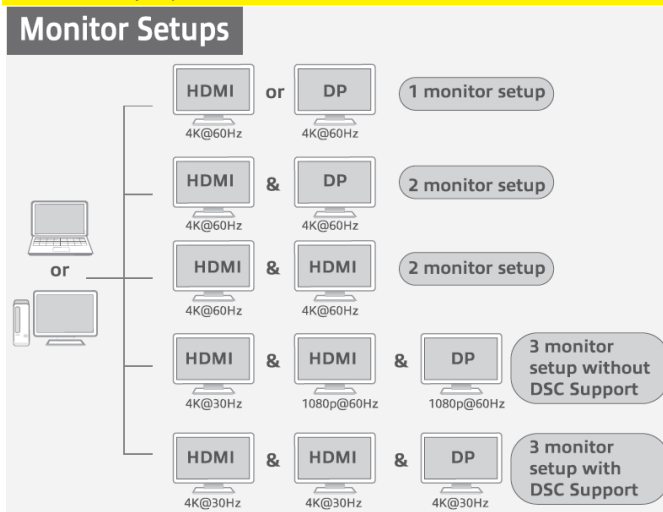 Monitor Setups
HDMI or DP 1 monitor setup
4K@60Hz 4K@60Hz
HDMI & DP 2 monitor setup
4K@60Hz 4K@60Hz
or
HDMI & HDMI 2 monitor setup
4K@60Hz 4K@60Hz
HDMI & HDMI & DP
3 monitor
setup without
DSC Support
4K@30Hz 1080p@60Hz 1080p@60Hz
HDMI & HDMI & DP
3 monitor
setup with
DSC Support
4K@30Hz 4K@30Hz 4K@30Hz